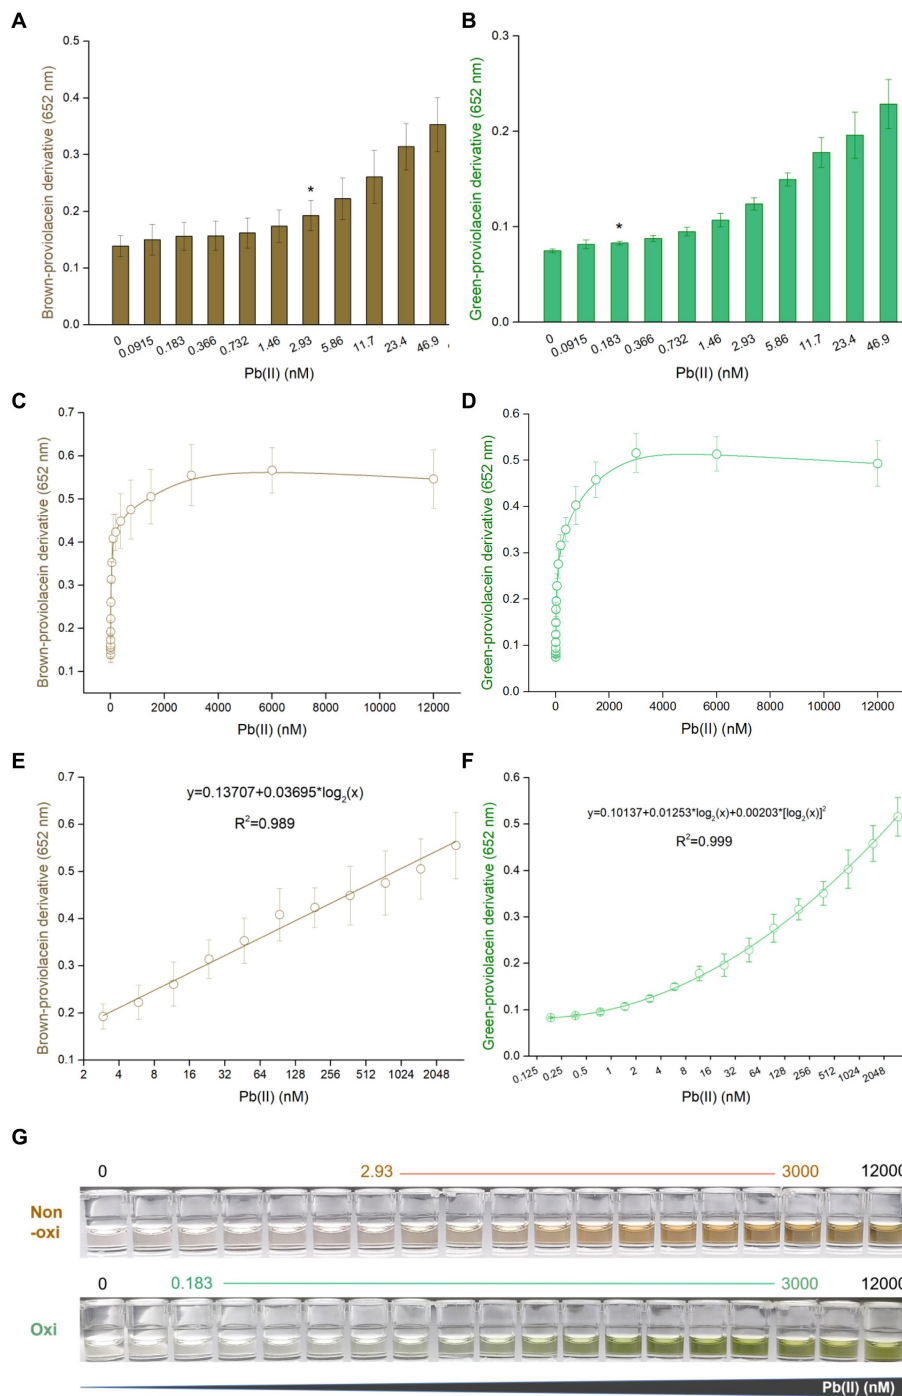 A
Brown-proviolacein derivative (652 nm)
0.5
0.4
0.3
0.2
0.1
0.0
*
0 0.0915 0.183 0.366 0.732 1.46 2.93 5.86 11.7 23.4 46.9
Pb(II) (nM)
B
Green-proviolacein derivative (652 nm)
0.3
0.2
0.1
0.0
*
0 0.0915 0.183 0.366 0.732 1.46 2.93 5.86 11.7 23.4 46.9
Pb(II) (nM)
C
Brown-proviolacein derivative (652 nm)
0.7
0.6
0.5
0.4
0.3
0.2
0.1
0 2000 4000 6000 8000 10000 12000
Pb(II) (nM)
D
Green-proviolacein derivative (652 nm)
0.6
0.5
0.4
0.3
0.2
0.1
0.0
0 2000 4000 6000 8000 10000 12000
Pb(II) (nM)
E
Brown-proviolacein derivative (652 nm)
0.7
0.6
0.5
0.4
0.3
0.2
0.1
y=0.13707+0.03695*log₂(x)
R²=0.989
2 4 8 16 32 64 128 256 512 1024 2048
Pb(II) (nM)
F
Green-proviolacein derivative (652 nm)
0.6
0.5
0.4
0.3
0.2
0.1
0.0
y=0.10137+0.01253*log₂(x)+0.00203*[log₂(x)]²
R²=0.999
0.125 0.25 0.5 1 2 4 8 16 32 64 128 256 512 1024 2048
Pb(II) (nM)
G
0 2.93 3000 12000
Non
-oxi
0 0.183 3000 12000
Oxi
Pb(II) (nM)